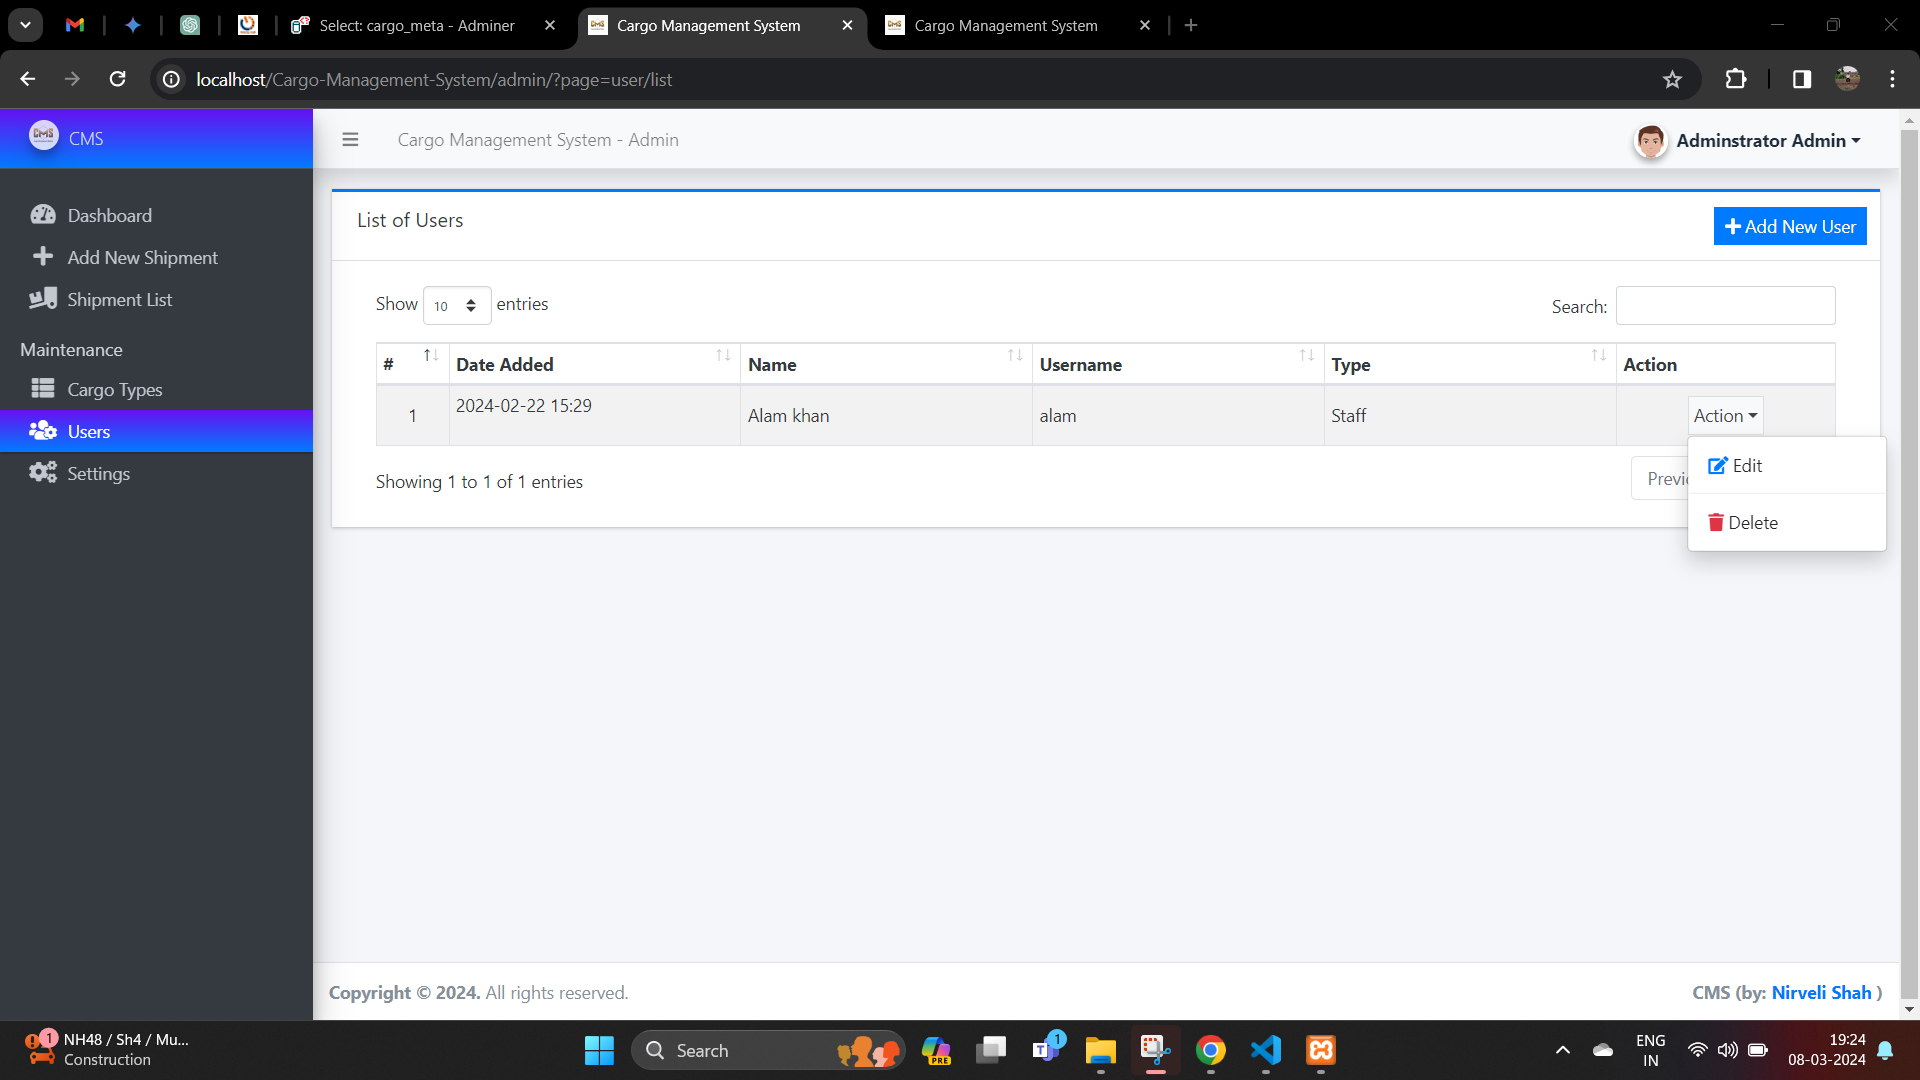 Select: cargo_meta - Adminer
Cargo Management System
Cargo Management System
localhost/Cargo-Management-System/admin/?page=user/list
CMS
CMS
Cargo Management System - Admin
Adminstrator Admin
Dashboard
Add New Shipment
Shipment List
Maintenance
Cargo Types
Users
Settings
List of Users
Add New User
Show 10 entries
Search:
# Date Added Name Username Type Action
1 2024-02-22 15:29 Alam khan alam Staff Action
Edit
Delete
Showing 1 to 1 of 1 entries
Copyright © 2024. All rights reserved.
CMS (by: Nirveli Shah )
1
NH48 / Sh4 / Mu...
Construction
Search
PRE
1
ENG
IN
19:24
08-03-2024